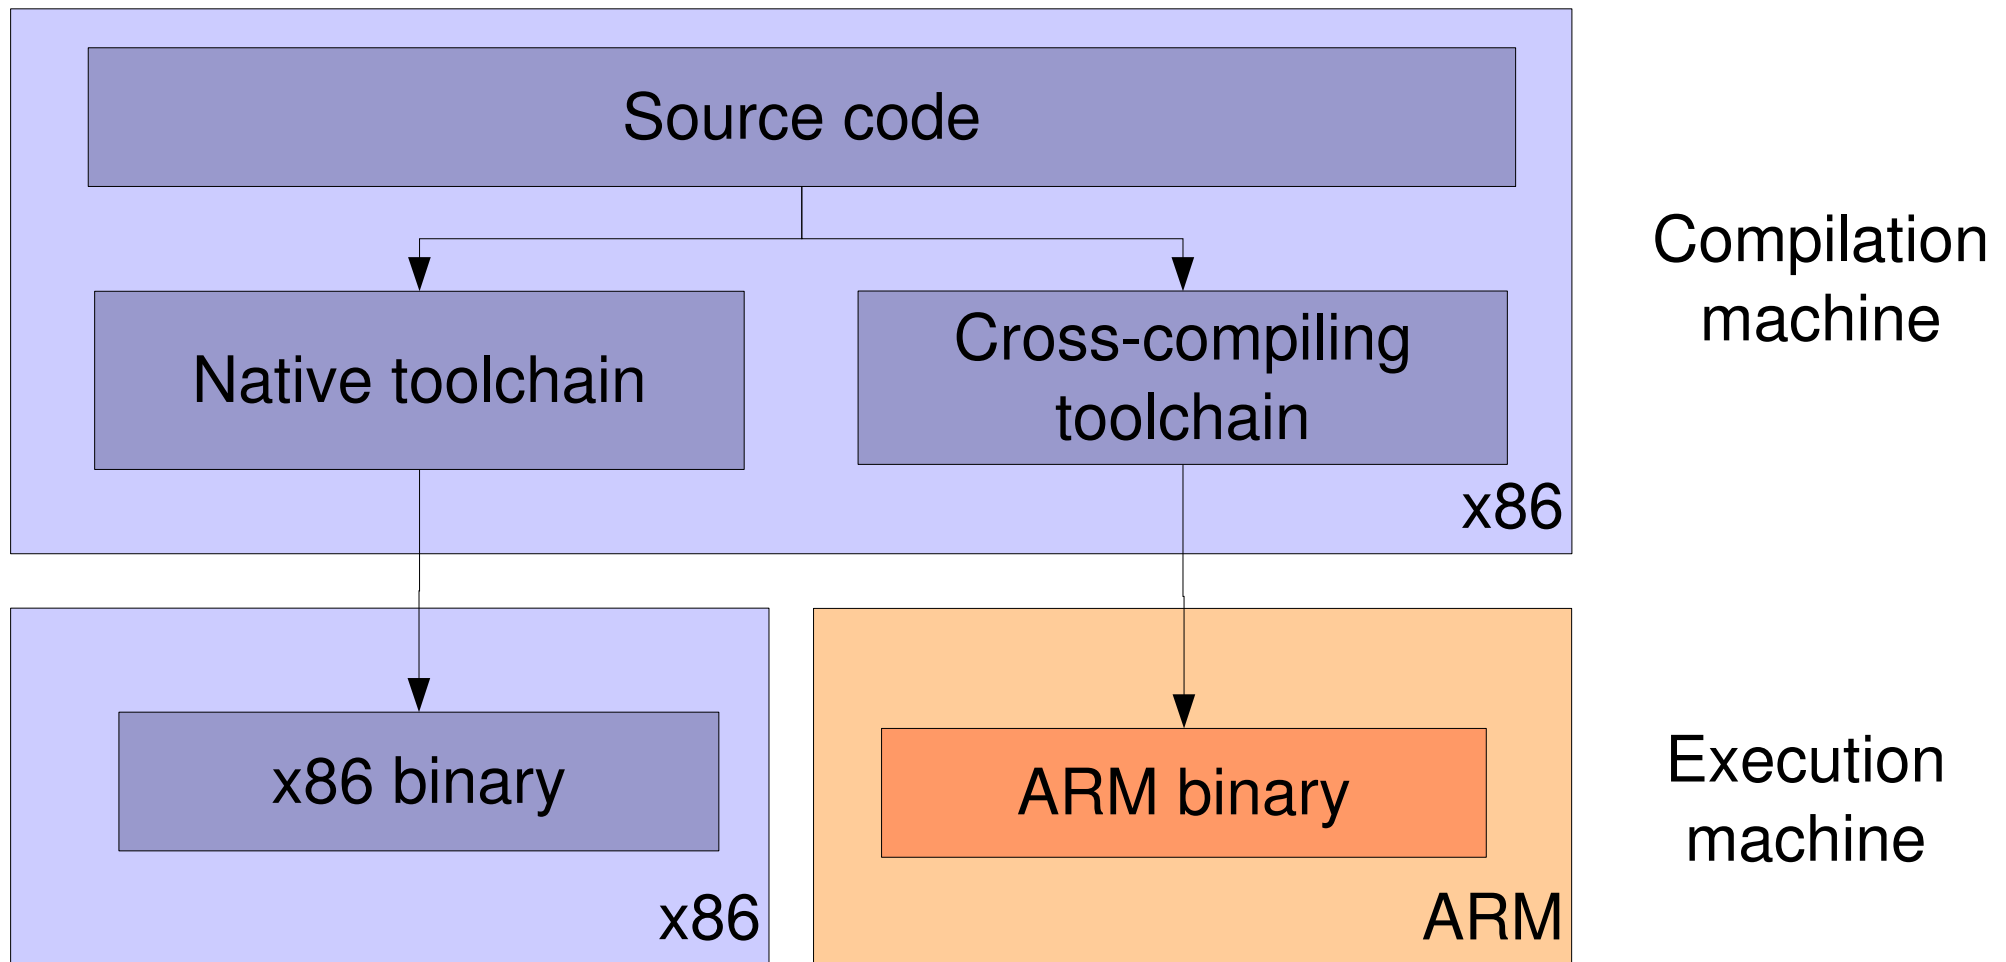 Source code
Native toolchain
Cross-compiling
toolchain
x86
Compilation
machine
x86 binary
x86
ARM binary
ARM
Execution
machine